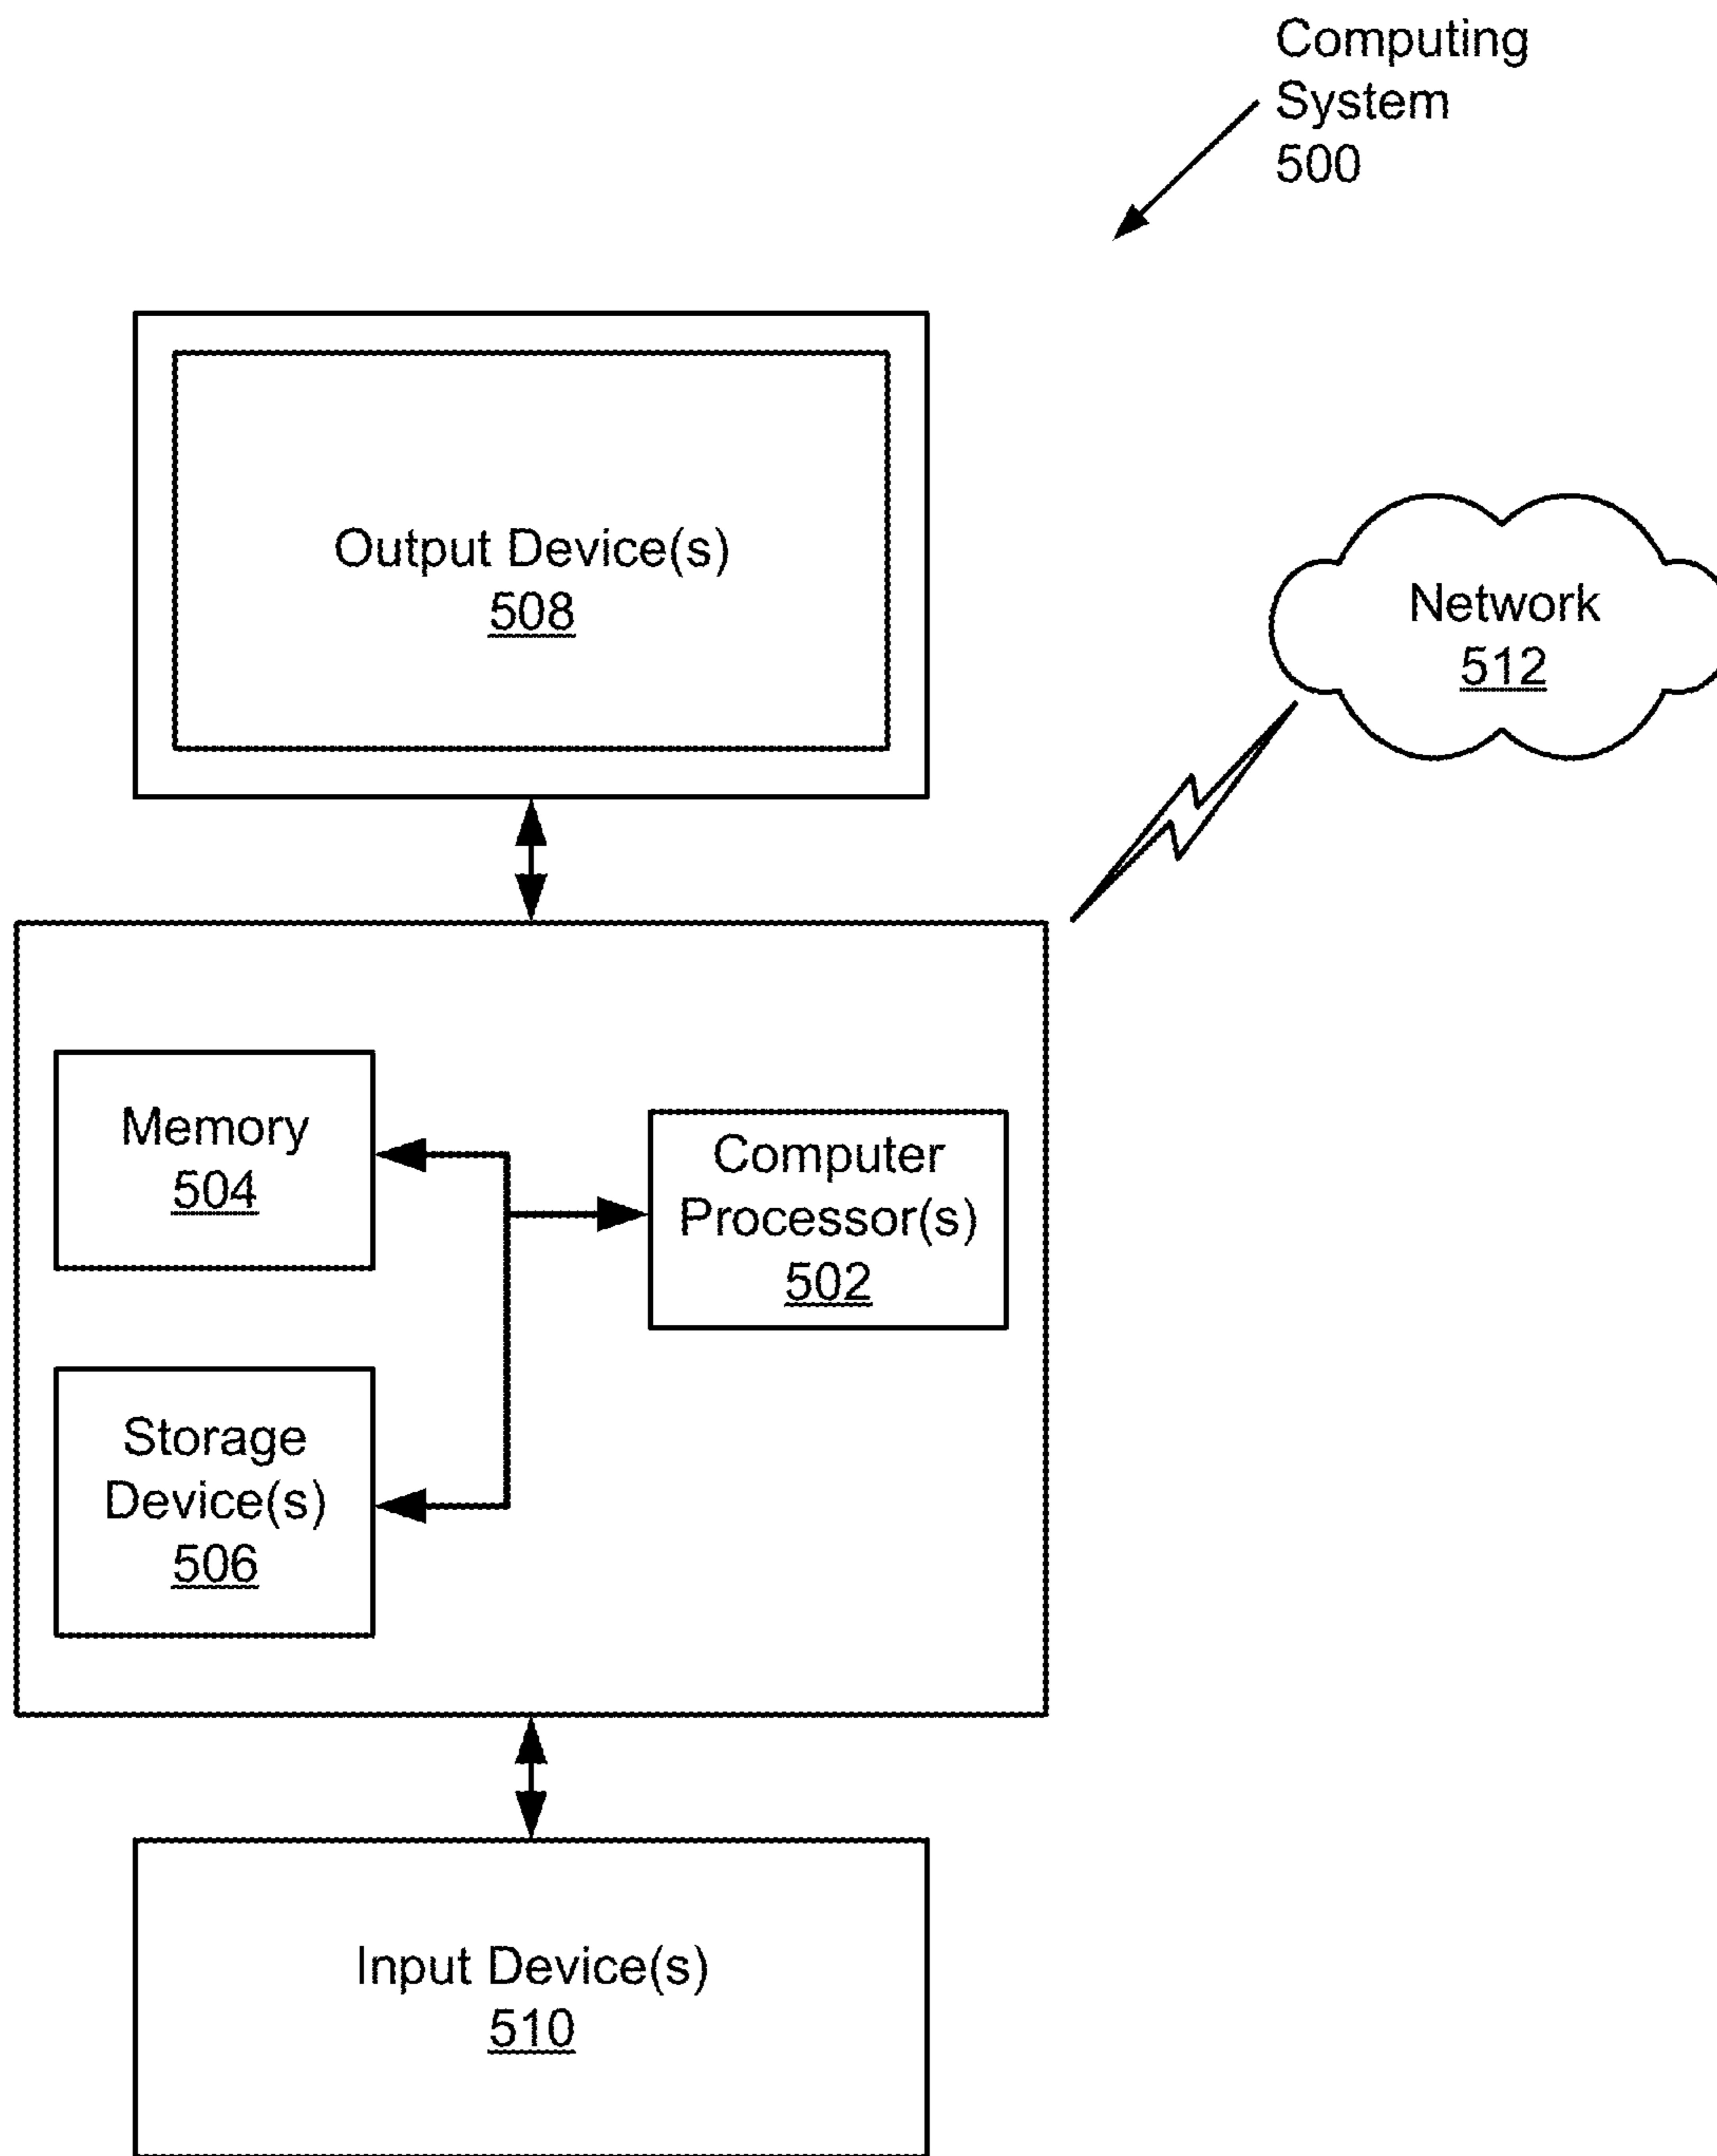 Computing
System
500
Output Device(s)
508
Network
512
Memory
504
Computer
Processor(s)
502
Storage
Device(s)
506
Input Device(s)
510